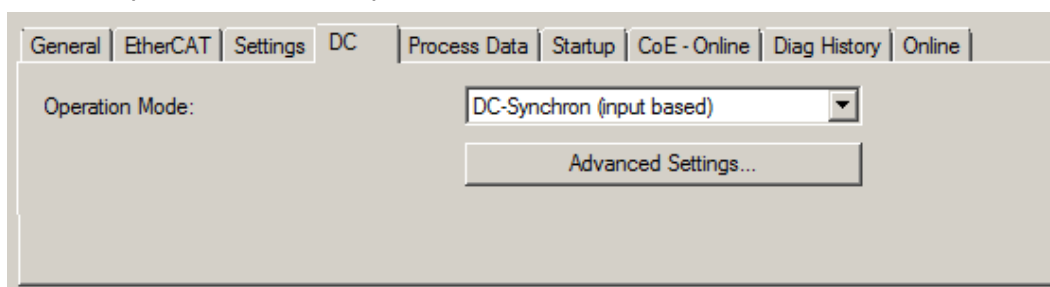 General EtherCAT Settings DC Process Data Startup CoE - Online Diag History Online
Operation Mode: DC-Synchron (input based)
Advanced Settings...